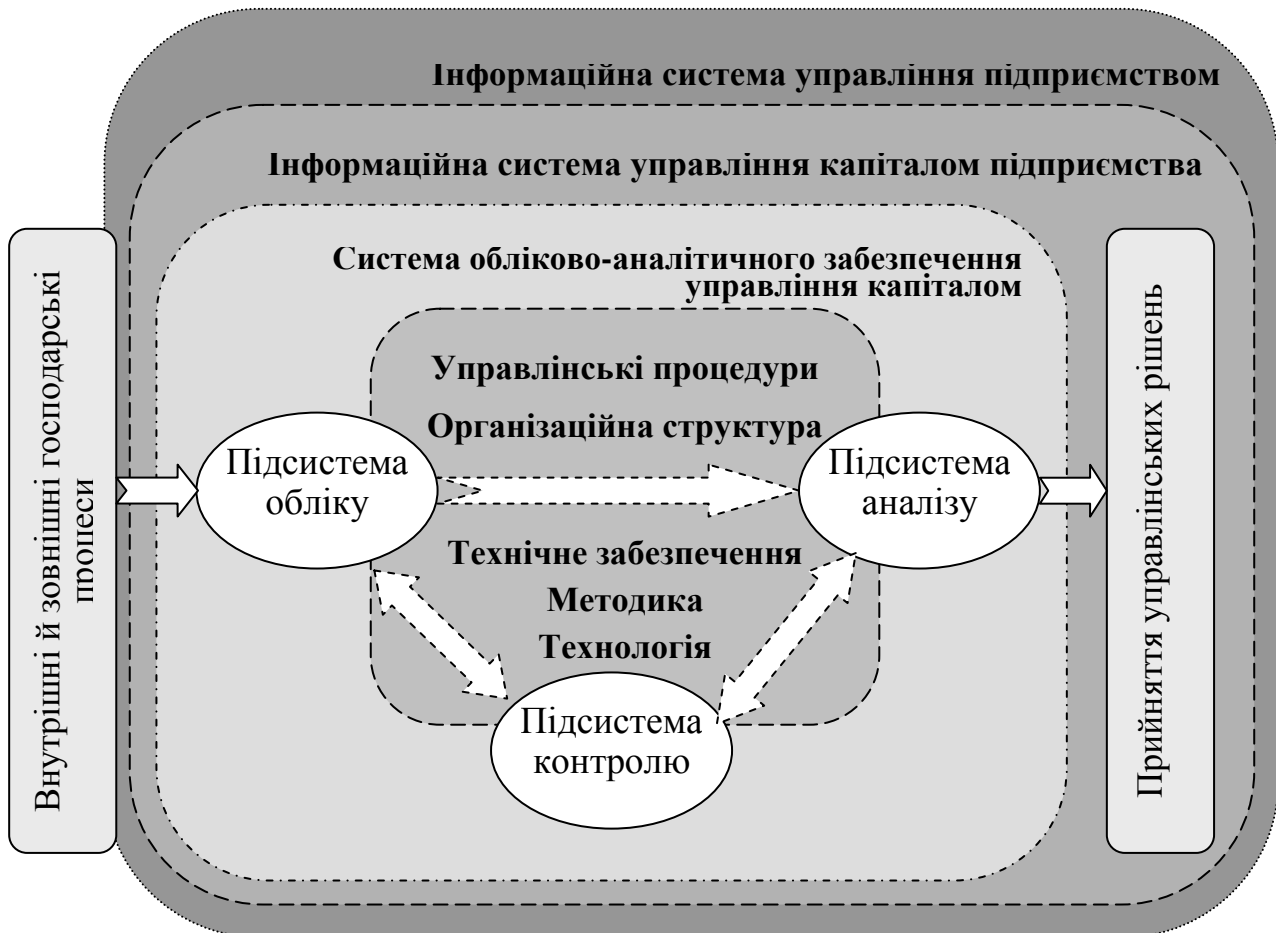 Інформаційна система управління підприємством
Інформаційна система управління капіталом підприємства
Система обліково-аналітичного забезпечення
управління капіталом
Внутрішні й зовнішні господарські
процеси
Управлінські процедури
Організаційна структура
Підсистема
обліку
Підсистема
аналізу
Технічне забезпечення
Методика
Технологія
Підсистема
контролю
Прийняття управлінських рішень